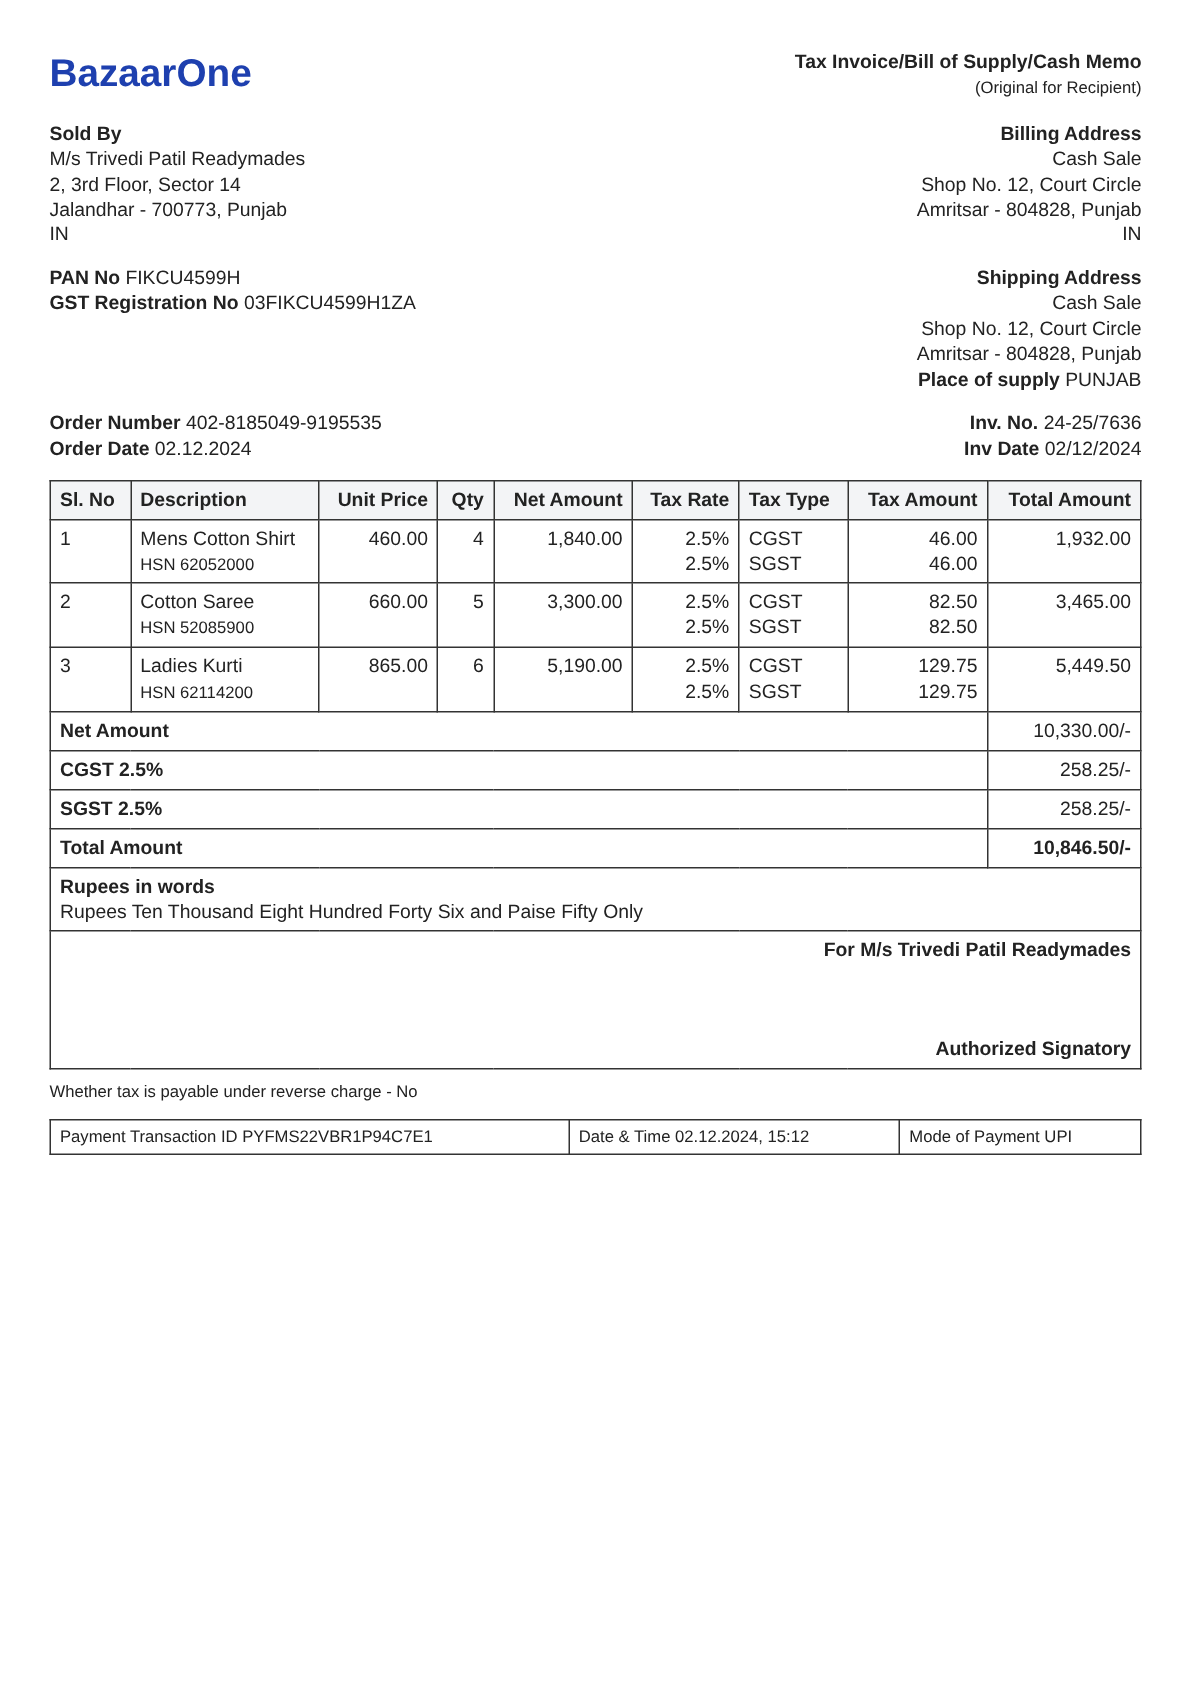 BazaarOne
Tax Invoice/Bill of Supply/Cash Memo
(Original for Recipient)
Sold By
M/s Trivedi Patil Readymades
2, 3rd Floor, Sector 14
Jalandhar - 700773, Punjab
IN
Billing Address
Cash Sale
Shop No. 12, Court Circle
Amritsar - 804828, Punjab
IN
PAN No FIKCU4599H
GST Registration No 03FIKCU4599H1ZA
Shipping Address
Cash Sale
Shop No. 12, Court Circle
Amritsar - 804828, Punjab
Place of supply PUNJAB
Order Number 402-8185049-9195535
Order Date 02.12.2024
Inv. No. 24-25/7636
Inv Date 02/12/2024
Sl. No Description Unit Price Qty Net Amount Tax Rate Tax Type Tax Amount Total Amount
1 Mens Cotton Shirt 460.00 4 1,840.00 2.5% CGST 46.00 1,932.00
HSN 62052000 2.5% SGST 46.00
2 Cotton Saree 660.00 5 3,300.00 2.5% CGST 82.50 3,465.00
HSN 52085900 2.5% SGST 82.50
3 Ladies Kurti 865.00 6 5,190.00 2.5% CGST 129.75 5,449.50
HSN 62114200 2.5% SGST 129.75
Net Amount 10,330.00/-
CGST 2.5% 258.25/-
SGST 2.5% 258.25/-
Total Amount 10,846.50/-
Rupees in words
Rupees Ten Thousand Eight Hundred Forty Six and Paise Fifty Only
For M/s Trivedi Patil Readymades
Authorized Signatory
Whether tax is payable under reverse charge - No
Payment Transaction ID PYFMS22VBR1P94C7E1 Date & Time 02.12.2024, 15:12 Mode of Payment UPI